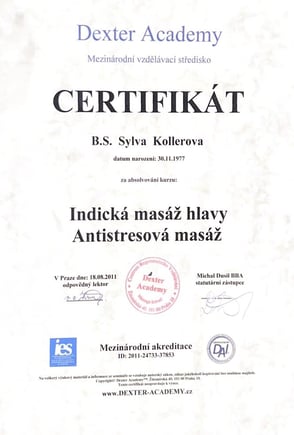 Dexter Academy
Mezinárodní vzdělávací středisko
CERTIFIKÁT
B.S. Sylva Kollerova
datum narození: 30.11.1977
za absolvování kurzu:
Indická masáž hlavy
Antistresová masáž
V Praze dne: 18.08.2011
odpovědný lektor
Dexter
Academy
Michal Dusil BBA
statutární zástupce
Mezinárodní akreditace
ID: 2011-24733-37853
ies
DAI
www.DEXTER-ACADEMY.cz